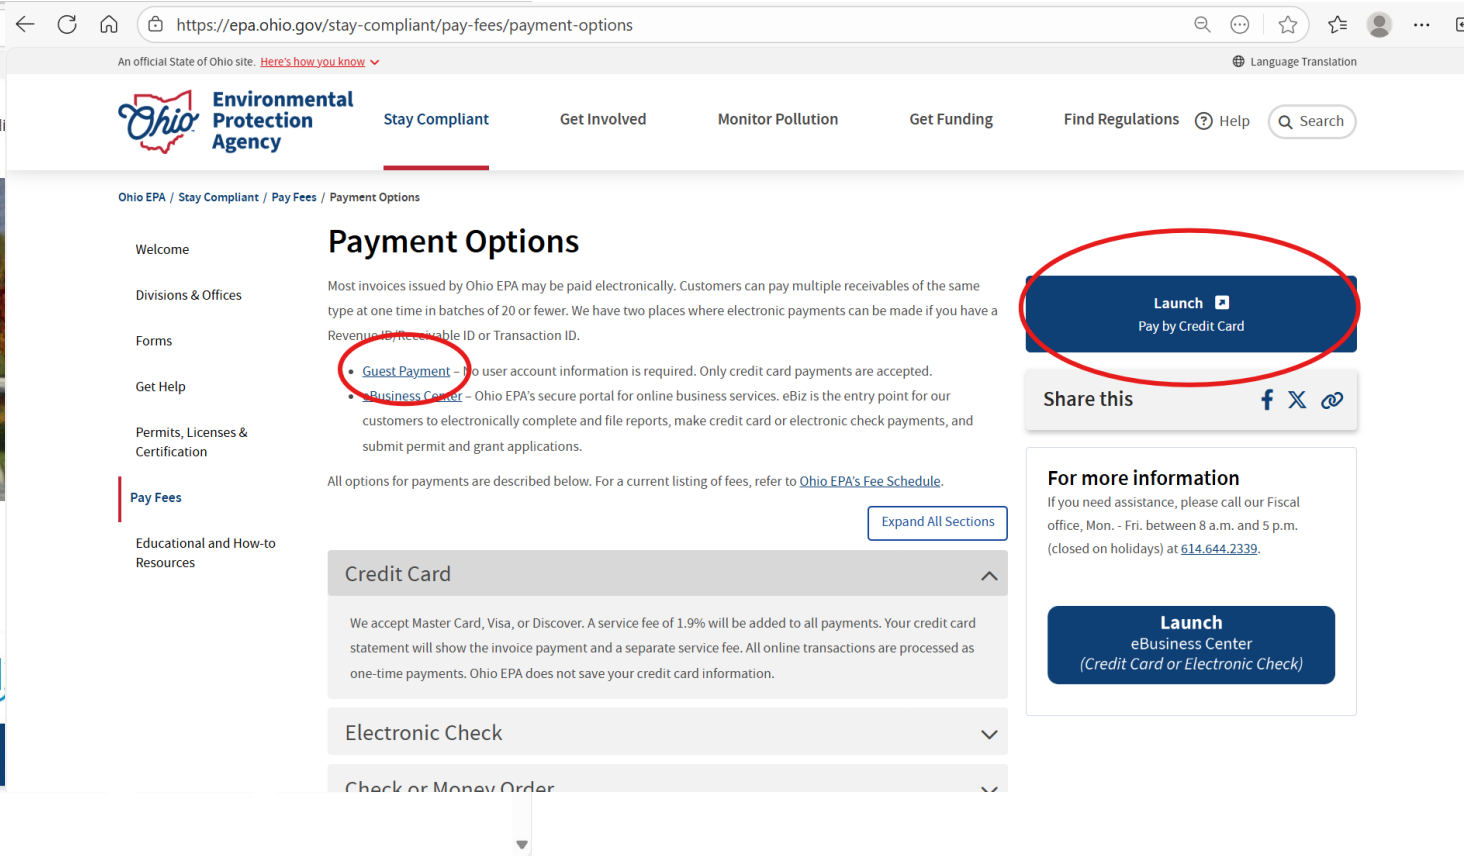 https://epa.ohio.gov/stay-compliant/pay-fees/payment-options
An official State of Ohio site. Here's how you know
Language Translation
Ohio
Environmental
Protection
Agency
Stay Compliant
Get Involved
Monitor Pollution
Get Funding
Find Regulations
Help
Search
Ohio EPA / Stay Compliant / Pay Fees / Payment Options
Welcome
Divisions & Offices
Forms
Get Help
Permits, Licenses &
Certification
Pay Fees
Educational and How-to
Resources
Payment Options
Most invoices issued by Ohio EPA may be paid electronically. Customers can pay multiple receivables of the same
type at one time in batches of 20 or fewer. We have two places where electronic payments can be made if you have a
Revenue ID/Receivable ID or Transaction ID.
• Guest Payment – No user account information is required. Only credit card payments are accepted.
• eBusiness Center – Ohio EPA's secure portal for online business services. eBiz is the entry point for our
customers to electronically complete and file reports, make credit card or electronic check payments, and
submit permit and grant applications.
All options for payments are described below. For a current listing of fees, refer to Ohio EPA's Fee Schedule.
Expand All Sections
Credit Card
We accept Master Card, Visa, or Discover. A service fee of 1.9% will be added to all payments. Your credit card
statement will show the invoice payment and a separate service fee. All online transactions are processed as
one-time payments. Ohio EPA does not save your credit card information.
Electronic Check
Check or Money Order
Launch
Pay by Credit Card
Share this
For more information
If you need assistance, please call our Fiscal
office, Mon. - Fri. between 8 a.m. and 5 p.m.
(closed on holidays) at 614.644.2339.
Launch
eBusiness Center
(Credit Card or Electronic Check)